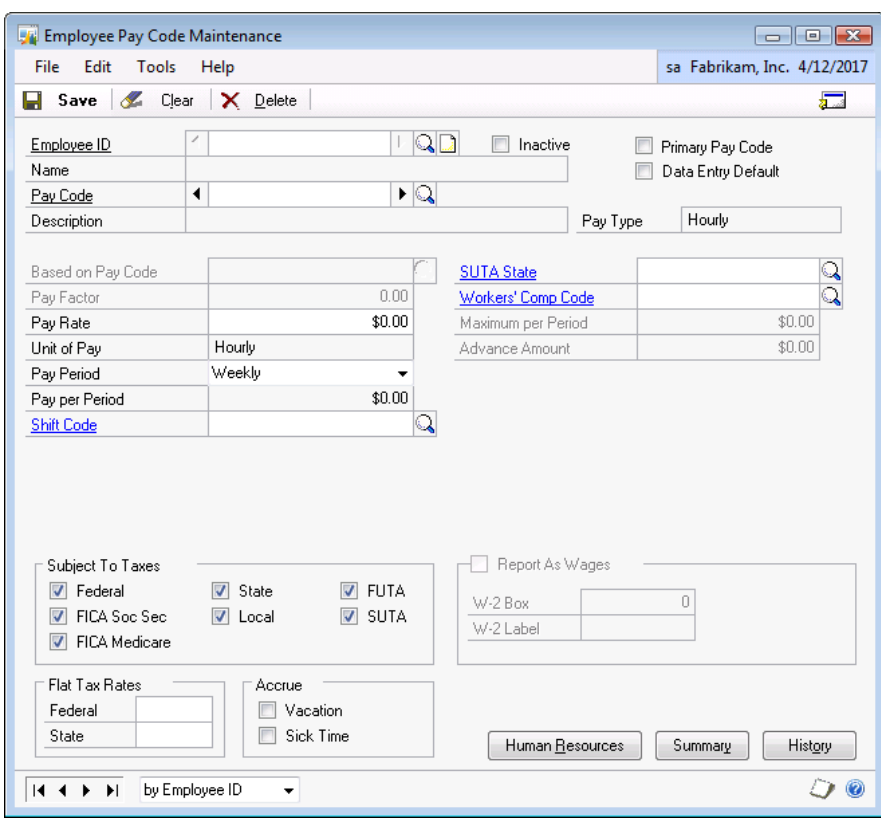 Employee Pay Code Maintenance
File Edit Tools Help sa Fabrikam, Inc. 4/12/2017
Save Clear Delete
Employee ID Inactive Primary Pay Code
Name Data Entry Default
Pay Code
Description Pay Type Hourly
Based on Pay Code SUTA State
Pay Factor 0.00 Workers' Comp Code
Pay Rate $0.00 Maximum per Period $0.00
Unit of Pay Hourly Advance Amount $0.00
Pay Period Weekly
Pay per Period $0.00
Shift Code
Subject To Taxes Report As Wages
Federal State FUTA
FICA Soc Sec Local SUTA W-2 Box 0
FICA Medicare W-2 Label
Flat Tax Rates Accrue
Federal Vacation
State Sick Time Human Resources Summary History
by Employee ID